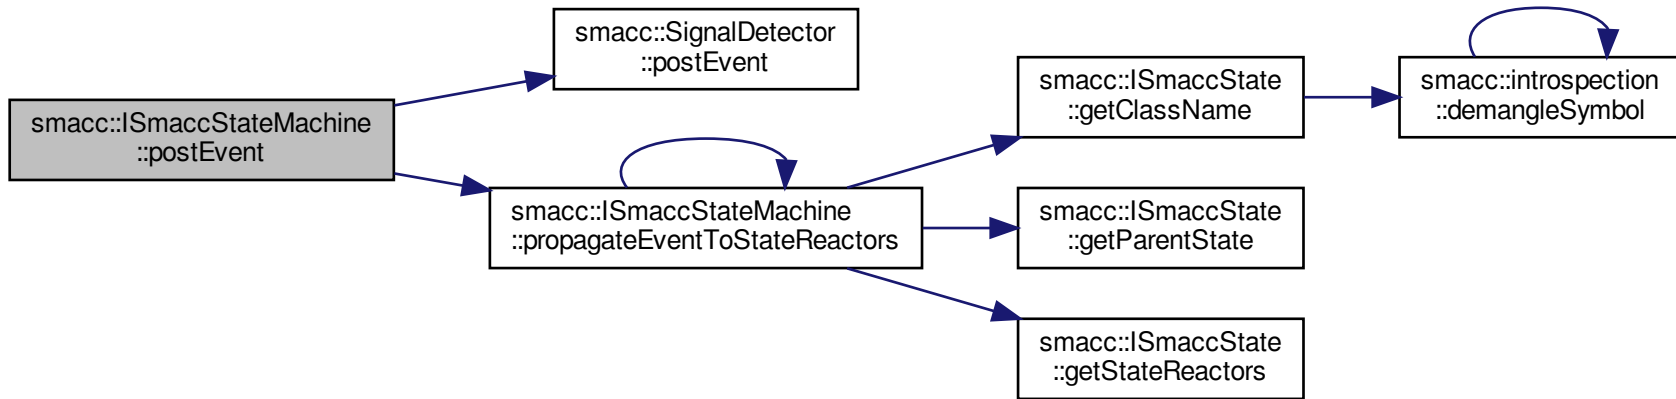 smacc::ISmaccStateMachine
::postEvent
smacc::SignalDetector
::postEvent
smacc::ISmaccStateMachine
::propagateEventToStateReactors
smacc::ISmaccState
::getClassName
smacc::introspection
::demangleSymbol
smacc::ISmaccState
::getParentState
smacc::ISmaccState
::getStateReactors